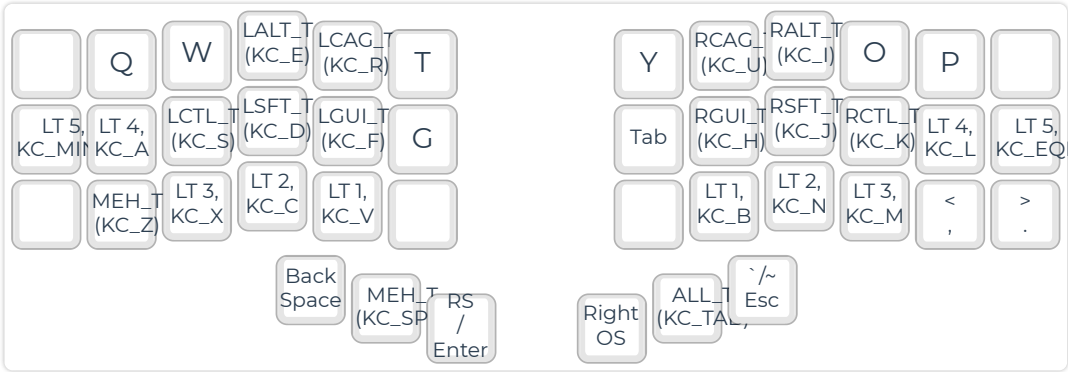 Q W LALT_T (KC_E) LCAG_T (KC_R) T Y RCAG_ (KC_U) RALT_T (KC_I) O P
LT 5, KC_MIN LT 4, KC_A LCTL_T (KC_S) LSFT_T (KC_D) LGUI_T (KC_F) G Tab RGUI_T (KC_H) RSFT_T (KC_J) RCTL_T (KC_K) LT 4, KC_L LT 5, KC_EQ
MEH_T (KC_Z) LT 3, KC_X LT 2, KC_C LT 1, KC_V LT 1, KC_B LT 2, KC_N LT 3, KC_M < , > .
Back Space MEH_T (KC_SP RS / Enter Right OS ALL_T (KC_TAB) `/~ Esc